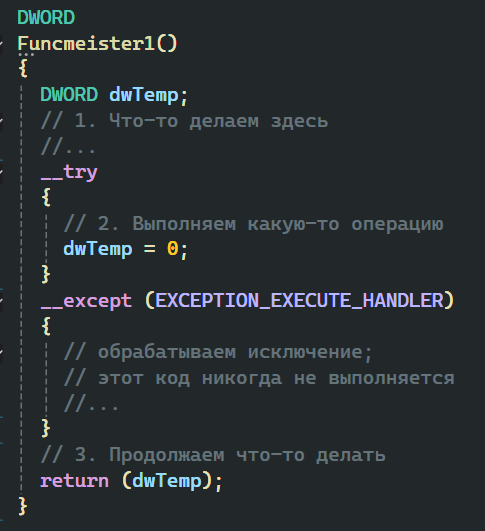 DWORD
Funcmeister1()
{
DWORD dwTemp;
// 1. Что-то делаем здесь
//...
__try
{
// 2. Выполняем какую-то операцию
dwTemp = 0;
}
__except (EXCEPTION_EXECUTE_HANDLER)
{
// обрабатываем исключение;
// этот код никогда не выполняется
//...
}
// 3. Продолжаем что-то делать
return (dwTemp);
}